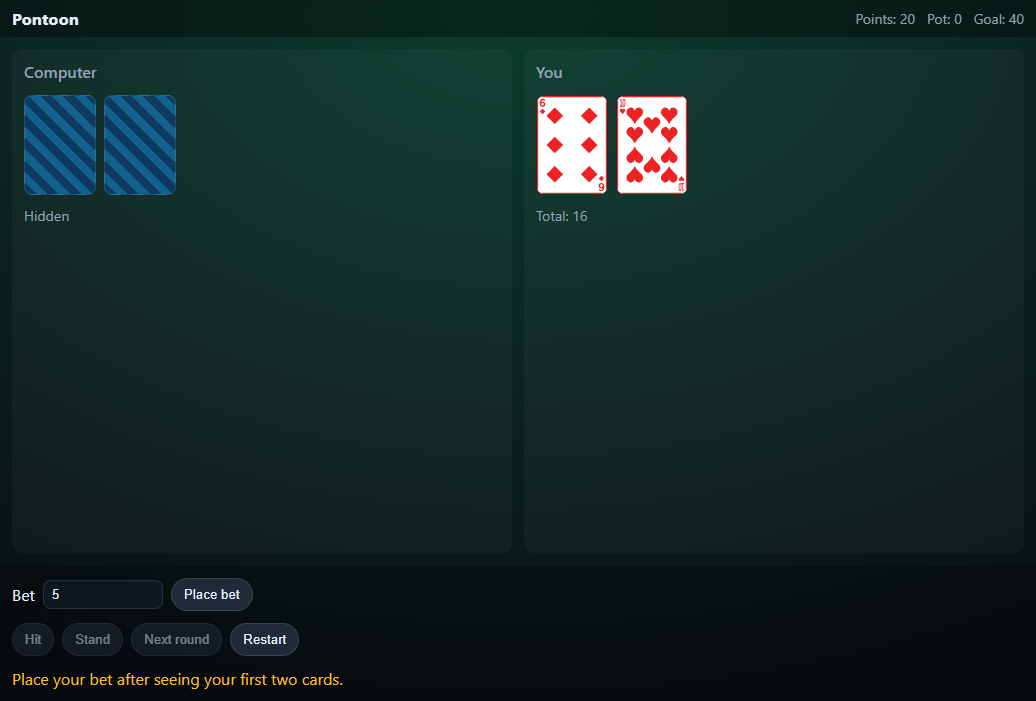 Pontoon
Points: 20 Pot: 0 Goal: 40
Computer
Hidden
You
6
6
10
10
Total: 16
Bet 5 Place bet
Hit Stand Next round Restart
Place your bet after seeing your first two cards.